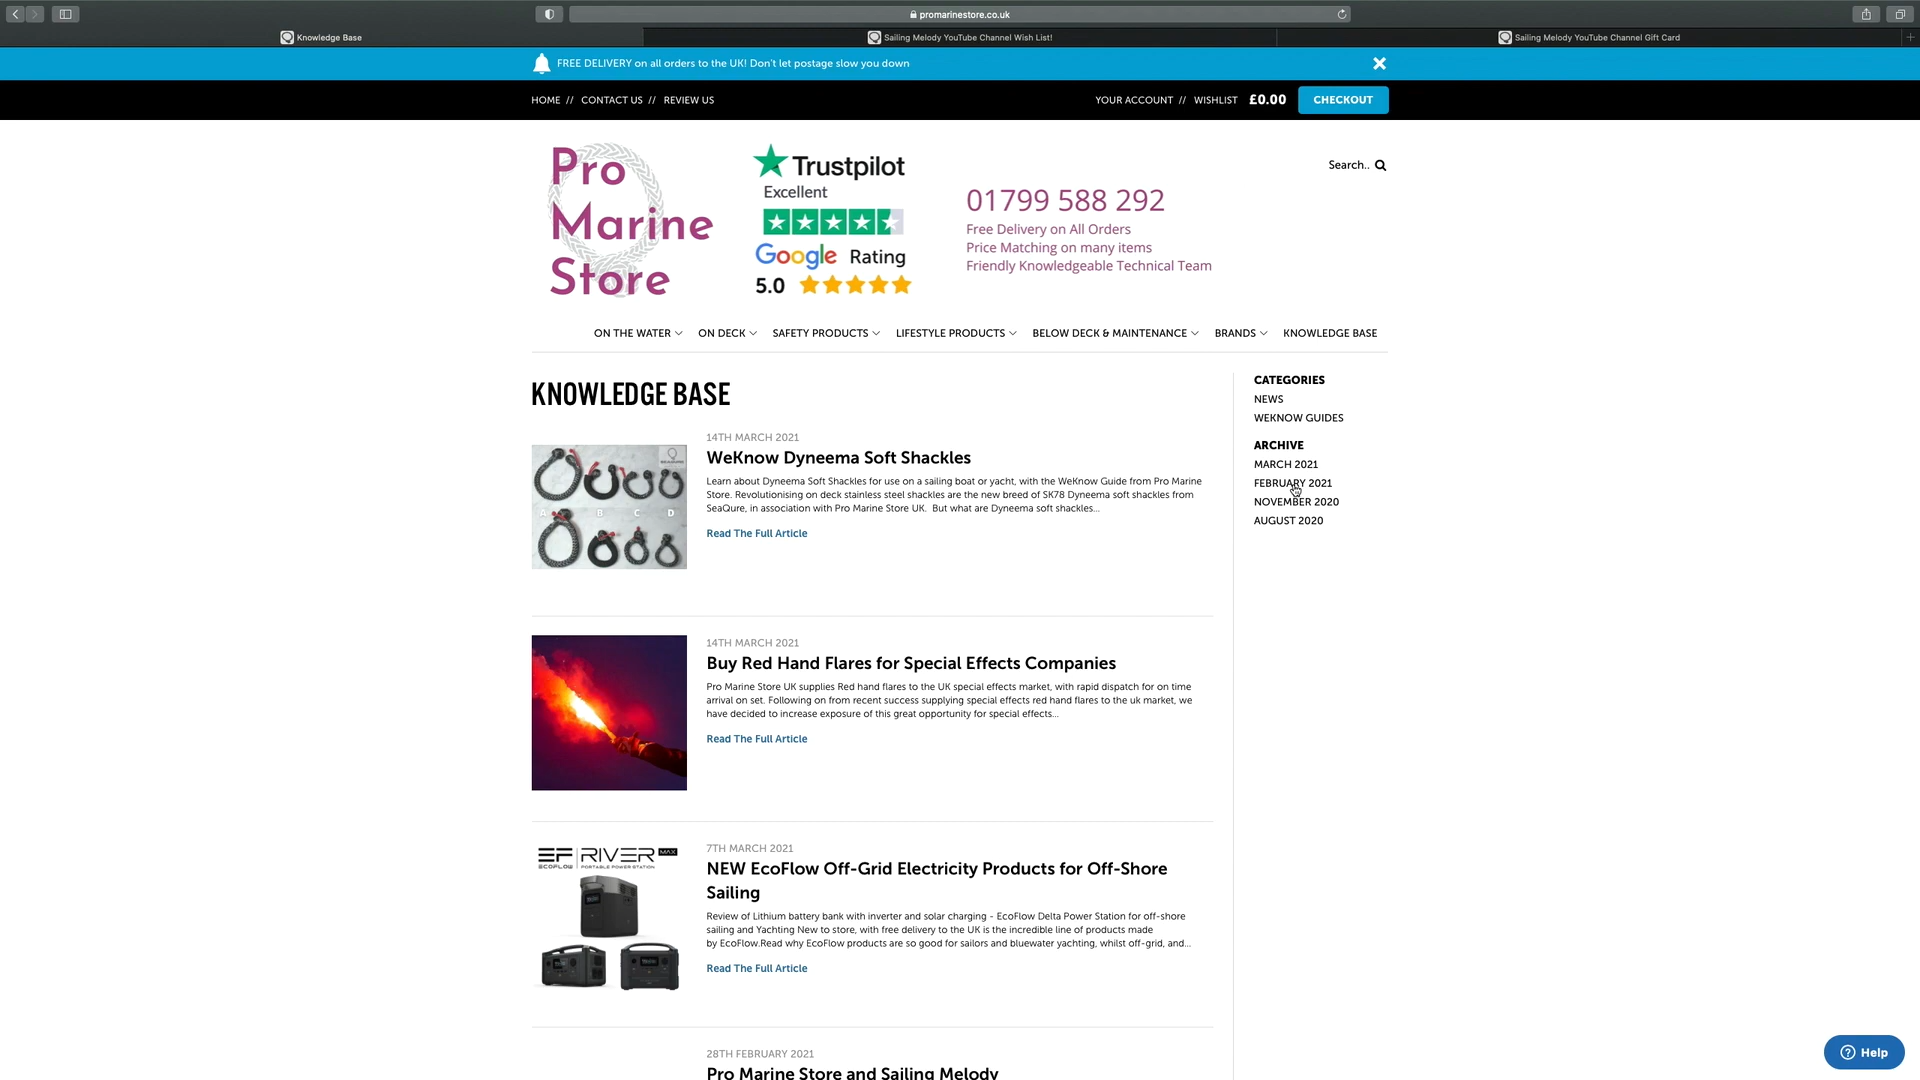 promarinestore.co.uk
Knowledge Base
Sailing Melody YouTube Channel Wish List!
Sailing Melody YouTube Channel Gift Card
FREE DELIVERY on all orders to the UK! Don't let postage slow you down
HOME // CONTACT US // REVIEW US
YOUR ACCOUNT // WISHLIST £0.00 CHECKOUT
Pro
Marine
Store
Trustpilot
Excellent
Google Rating
5.0
01799 588 292
Free Delivery on All Orders
Price Matching on many items
Friendly Knowledgeable Technical Team
Search..
ON THE WATER ON DECK SAFETY PRODUCTS LIFESTYLE PRODUCTS BELOW DECK & MAINTENANCE BRANDS KNOWLEDGE BASE
KNOWLEDGE BASE
14TH MARCH 2021
WeKnow Dyneema Soft Shackles
Learn about Dyneema Soft Shackles for use on a sailing boat or yacht, with the WeKnow Guide from Pro Marine
Store. Revolutionising on deck stainless steel shackles are the new breed of SK78 Dyneema soft shackles from
SeaQure, in association with Pro Marine Store UK.  But what are Dyneema soft shackles...
Read The Full Article
A B C D
14TH MARCH 2021
Buy Red Hand Flares for Special Effects Companies
Pro Marine Store UK supplies Red hand flares to the UK special effects market, with rapid dispatch for on time
arrival on set. Following on from recent success supplying special effects red hand flares to the uk market, we
have decided to increase exposure of this great opportunity for special effects...
Read The Full Article
EF RIVER MAX
ECOFLOW PORTABLE POWER STATION
7TH MARCH 2021
NEW EcoFlow Off-Grid Electricity Products for Off-Shore
Sailing
Review of Lithium battery bank with inverter and solar charging - EcoFlow Delta Power Station for off-shore
sailing and Yachting New to store, with free delivery to the UK is the incredible line of products made
by EcoFlow.Read why EcoFlow products are so good for sailors and bluewater yachting, whilst off-grid, and...
Read The Full Article
28TH FEBRUARY 2021
Pro Marine Store and Sailing Melody
CATEGORIES
NEWS
WEKNOW GUIDES
ARCHIVE
MARCH 2021
FEBRUARY 2021
NOVEMBER 2020
AUGUST 2020
Help